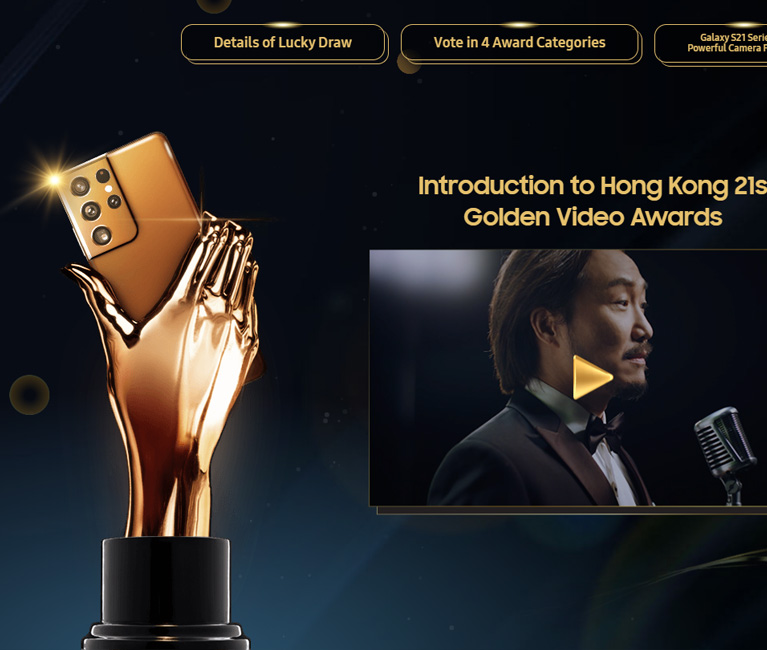 Details of Lucky Draw
Vote in 4 Award Categories
Galaxy S21 Serie
Powerful Camera F
Introduction to Hong Kong 21s
Golden Video Awards